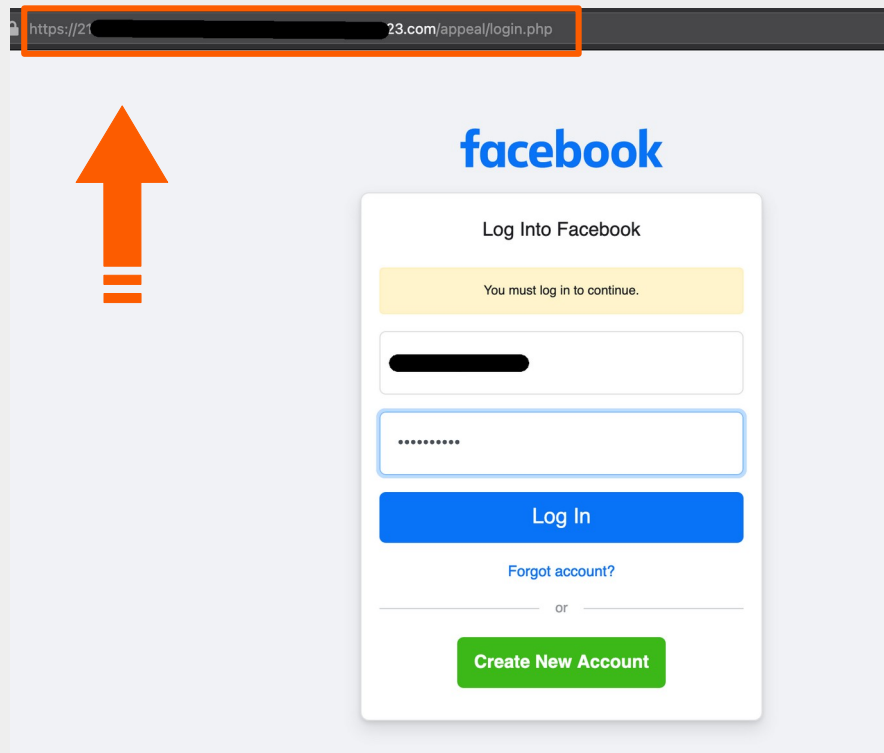 https://21 23.com/appeal/login.php
facebook
Log Into Facebook
You must log in to continue.
••••••••••
Log In
Forgot account?
or
Create New Account